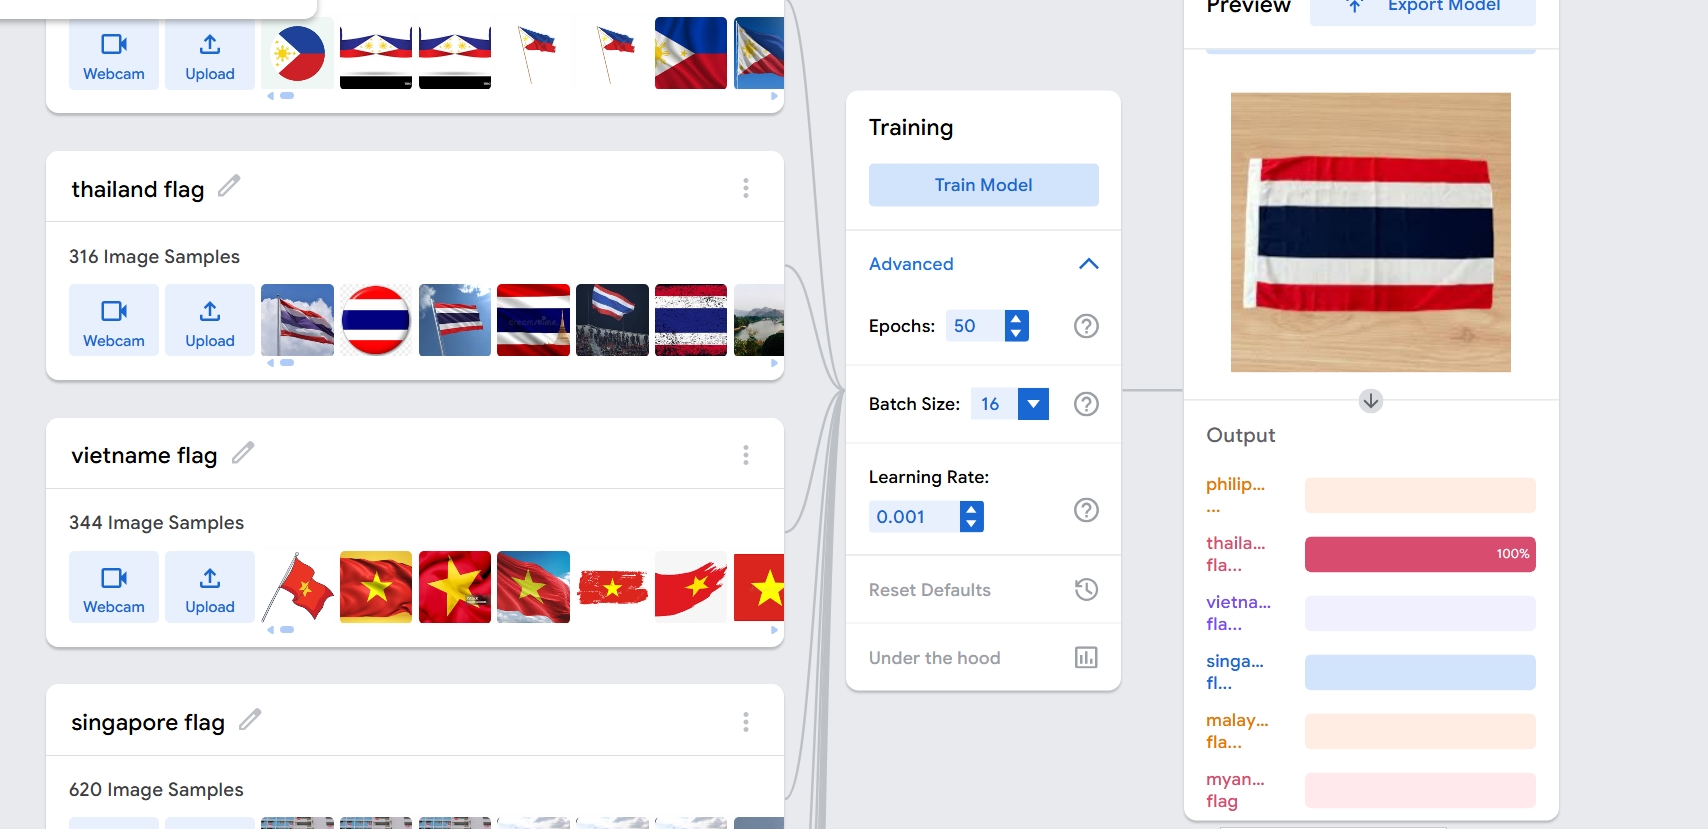 Webcam
Upload
thailand flag
316 Image Samples
Webcam
Upload
vietname flag
344 Image Samples
Webcam
Upload
singapore flag
620 Image Samples
Training
Train Model
Advanced
Epochs: 50
Batch Size: 16
Learning Rate:
0.001
Reset Defaults
Under the hood
Preview
Export Model
Output
philip...
...
thaila...
fla...
100%
vietna...
fla...
singa...
fl...
malay...
fla...
myan...
flag